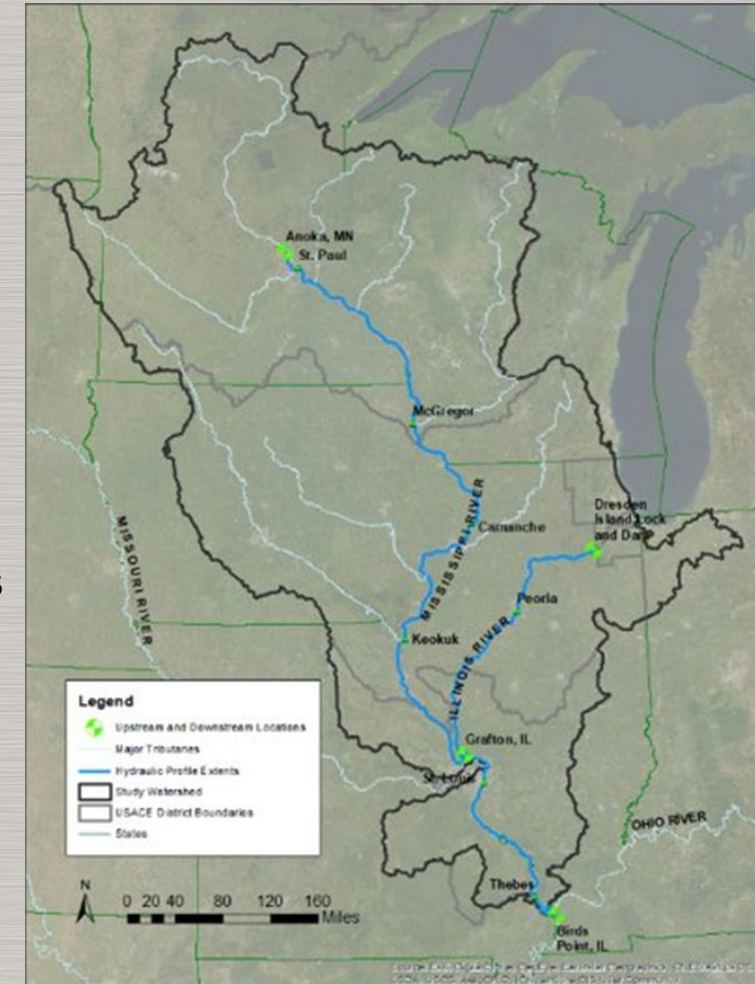 Anoka, MN
St. Paul
McGregor
MISSISSIPPI RIVER
Camanche
Dresden
Island Lock
and Dam
MISSOURI RIVER
Peoria
Keokuk
ILLINOIS RIVER
Grafton, IL
St. Louis
OHIO RIVER
Thebes
Birds
Point, IL
Legend
Upstream and Downstream Locations
Major Tributaries
Hydraulic Profile Extents
Study Watershed
USACE District Boundaries
States
N
0 20 40 80 120 160
Miles
s